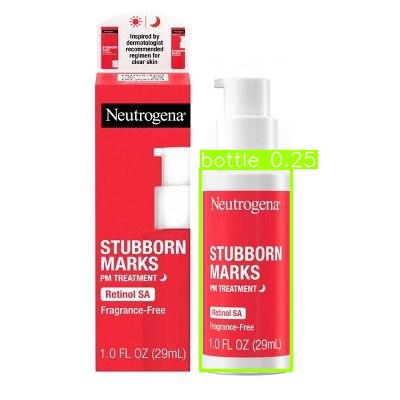 Inspired by
dermatologist
recommended
regimen for
clear skin
STUBBORN
MARKS
Neutrogena®
STUBBORN
MARKS
PM TREATMENT
Retinol SA
Fragrance-Free
1.0 FL OZ (29mL)
bottle 0.25
Neutrogena®
STUBBORN
MARKS
PM TREATMENT
Retinol SA
Fragrance-Free
1.0 FL OZ (29mL)